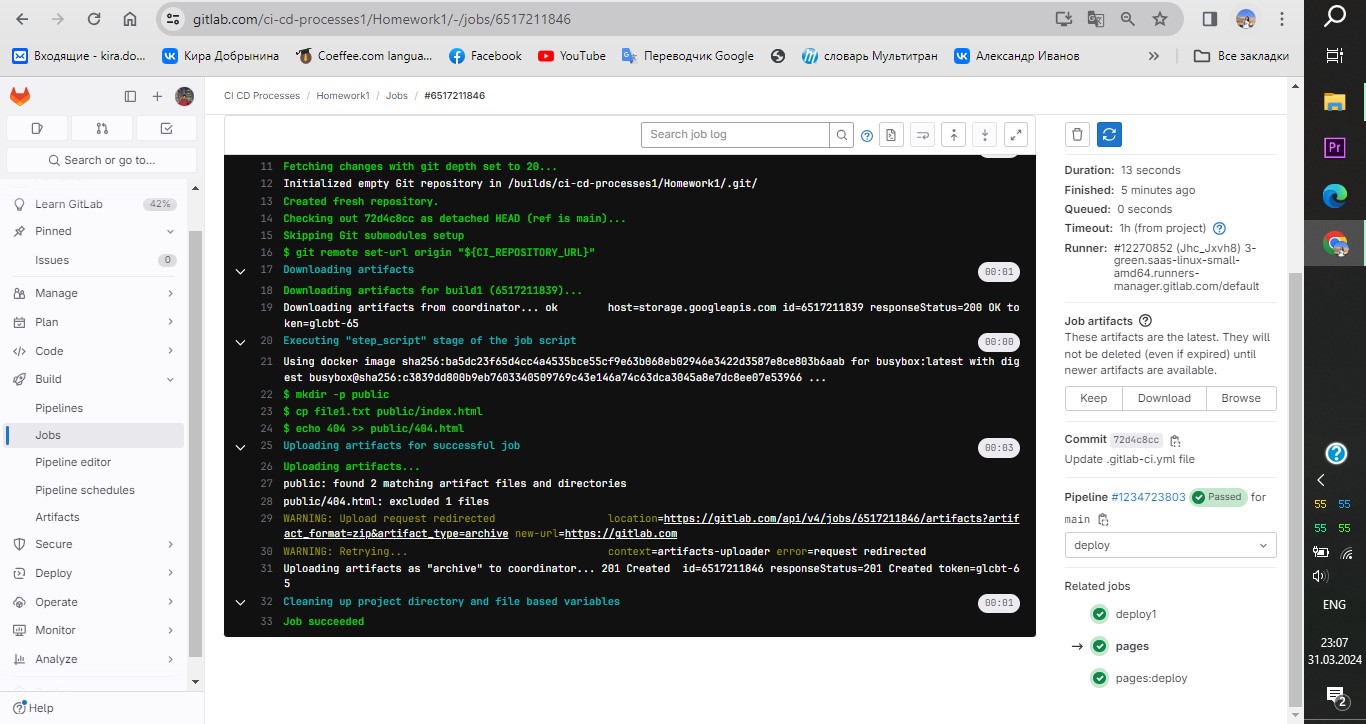 gitlab.com/ci-cd-processes1/Homework1/-/jobs/6517211846
Входящие - kira.do...
Кира Добрынина
Coeffee.com langua...
Facebook
YouTube
Переводчик Google
словарь Мультитран
Александр Иванов
»
Все закладки
CI CD Processes / Homework1 / Jobs / #6517211846
Search or go to...
Learn GitLab 42%
Pinned
Issues 0
Manage
Plan
Code
Build
Pipelines
Jobs
Pipeline editor
Pipeline schedules
Artifacts
Secure
Deploy
Operate
Monitor
Analyze
Help
Search job log
11 Fetching changes with git depth set to 20...
12 Initialized empty Git repository in /builds/ci-cd-processes1/Homework1/.git/
13 Created fresh repository.
14 Checking out 72d4c8cc as detached HEAD (ref is main)...
15 Skipping Git submodules setup
16 $ git remote set-url origin "${CI_REPOSITORY_URL}"
17 Downloading artifacts 00:01
18 Downloading artifacts for build1 (6517211839)...
19 Downloading artifacts from coordinator... ok host=storage.googleapis.com id=6517211839 responseStatus=200 OK to
ken=glcbt-65
20 Executing "step_script" stage of the job script 00:00
21 Using docker image sha256:ba5dc23f65d4cc4a4535bce55cf9e63b068eb02946e3422d3587e8ce803b6aab for busybox:latest with dig
est busybox@sha256:c3839dd800b9eb7603340509769c43e146a74c63dca3045a8e7dc8ee07e53966 ...
22 $ mkdir -p public
23 $ cp file1.txt public/index.html
24 $ echo 404 >> public/404.html
25 Uploading artifacts for successful job 00:03
26 Uploading artifacts...
27 public: found 2 matching artifact files and directories
28 public/404.html: excluded 1 files
29 WARNING: Upload request redirected location=https://gitlab.com/api/v4/jobs/6517211846/artifacts?artif
act_format=zip&artifact_type=archive new-url=https://gitlab.com
30 WARNING: Retrying... context=artifacts-uploader error=request redirected
31 Uploading artifacts as "archive" to coordinator... 201 Created id=6517211846 responseStatus=201 Created token=glcbt-6
5
32 Cleaning up project directory and file based variables 00:01
33 Job succeeded
Duration: 13 seconds
Finished: 5 minutes ago
Queued: 0 seconds
Timeout: 1h (from project)
Runner: #12270852 (Jhc_Jxvh8) 3-
green.saas-linux-small-
amd64.runners-
manager.gitlab.com/default
Job artifacts
These artifacts are the latest. They will
not be deleted (even if expired) until
newer artifacts are available.
Keep
Download
Browse
Commit 72d4c8cc
Update .gitlab-ci.yml file
Pipeline #1234723803 Passed for
main
deploy
Related jobs
deploy1
→ pages
pages:deploy
Pr
55 55
55 55
ENG
23:07
31.03.2024
2